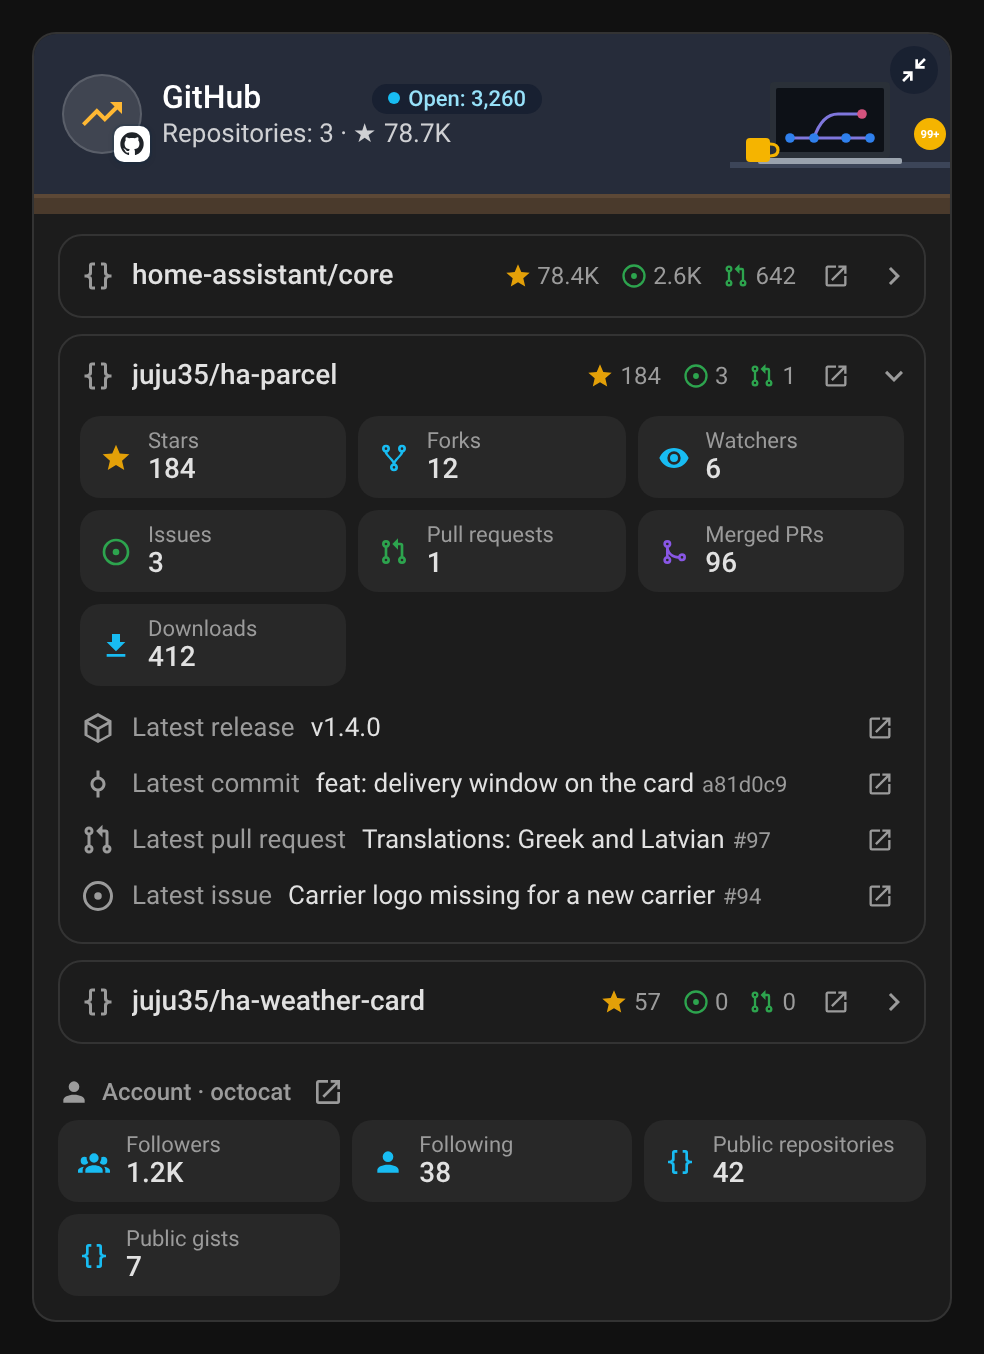 GitHub
Open: 3,260
Repositories: 3 · ★ 78.7K
99+
home-assistant/core 78.4K 2.6K 642
juju35/ha-parcel 184 3 1
Stars
184
Forks
12
Watchers
6
Issues
3
Pull requests
1
Merged PRs
96
Downloads
412
Latest release v1.4.0
Latest commit feat: delivery window on the card a81d0c9
Latest pull request Translations: Greek and Latvian #97
Latest issue Carrier logo missing for a new carrier #94
juju35/ha-weather-card 57 0 0
Account · octocat
Followers
1.2K
Following
38
Public repositories
42
Public gists
7